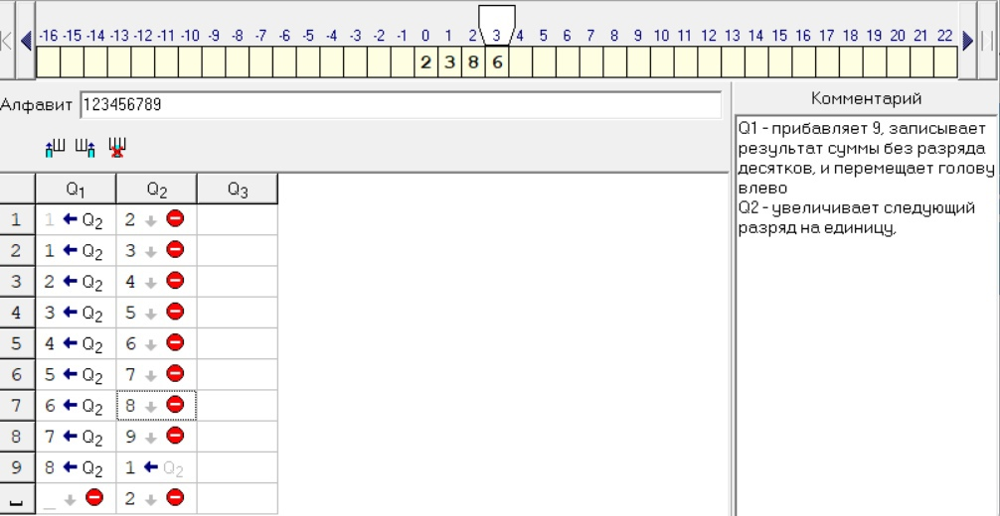 -16 -15 -14 -13 -12 -11 -10 -9 -8 -7 -6 -5 -4 -3 -2 -1 0 1 2 3 4 5 6 7 8 9 10 11 12 13 14 15 16 17 18 19 20 21 22
2 3 8 6
Алфавит 123456789
Комментарий
Q1 - прибавляет 9, записывает
результат суммы без разряда
десятков, и перемещает голову
влево
Q2 - увеличивает следующий
разряд на единицу,
Q1 Q2 Q3
1 1 ← Q2 2 ↓
2 1 ← Q2 3 ↓
3 2 ← Q2 4 ↓
4 3 ← Q2 5 ↓
5 4 ← Q2 6 ↓
6 5 ← Q2 7 ↓
7 6 ← Q2 8 ↓
8 7 ← Q2 9 ↓
9 8 ← Q2 1 ← Q2
␣ _ ↓ 2 ↓